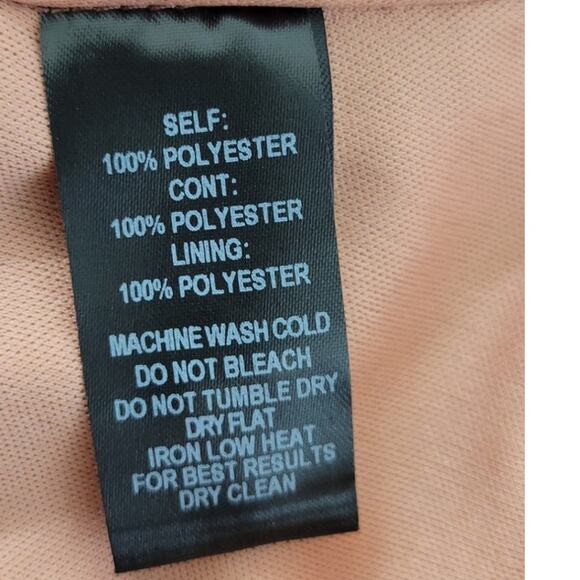 SELF:
100% POLYESTER
CONT:
100% POLYESTER
LINING:
100% POLYESTER
MACHINE WASH COLD
DO NOT BLEACH
DO NOT TUMBLE DRY
DRY FLAT
IRON LOW HEAT
FOR BEST RESULTS
DRY CLEAN